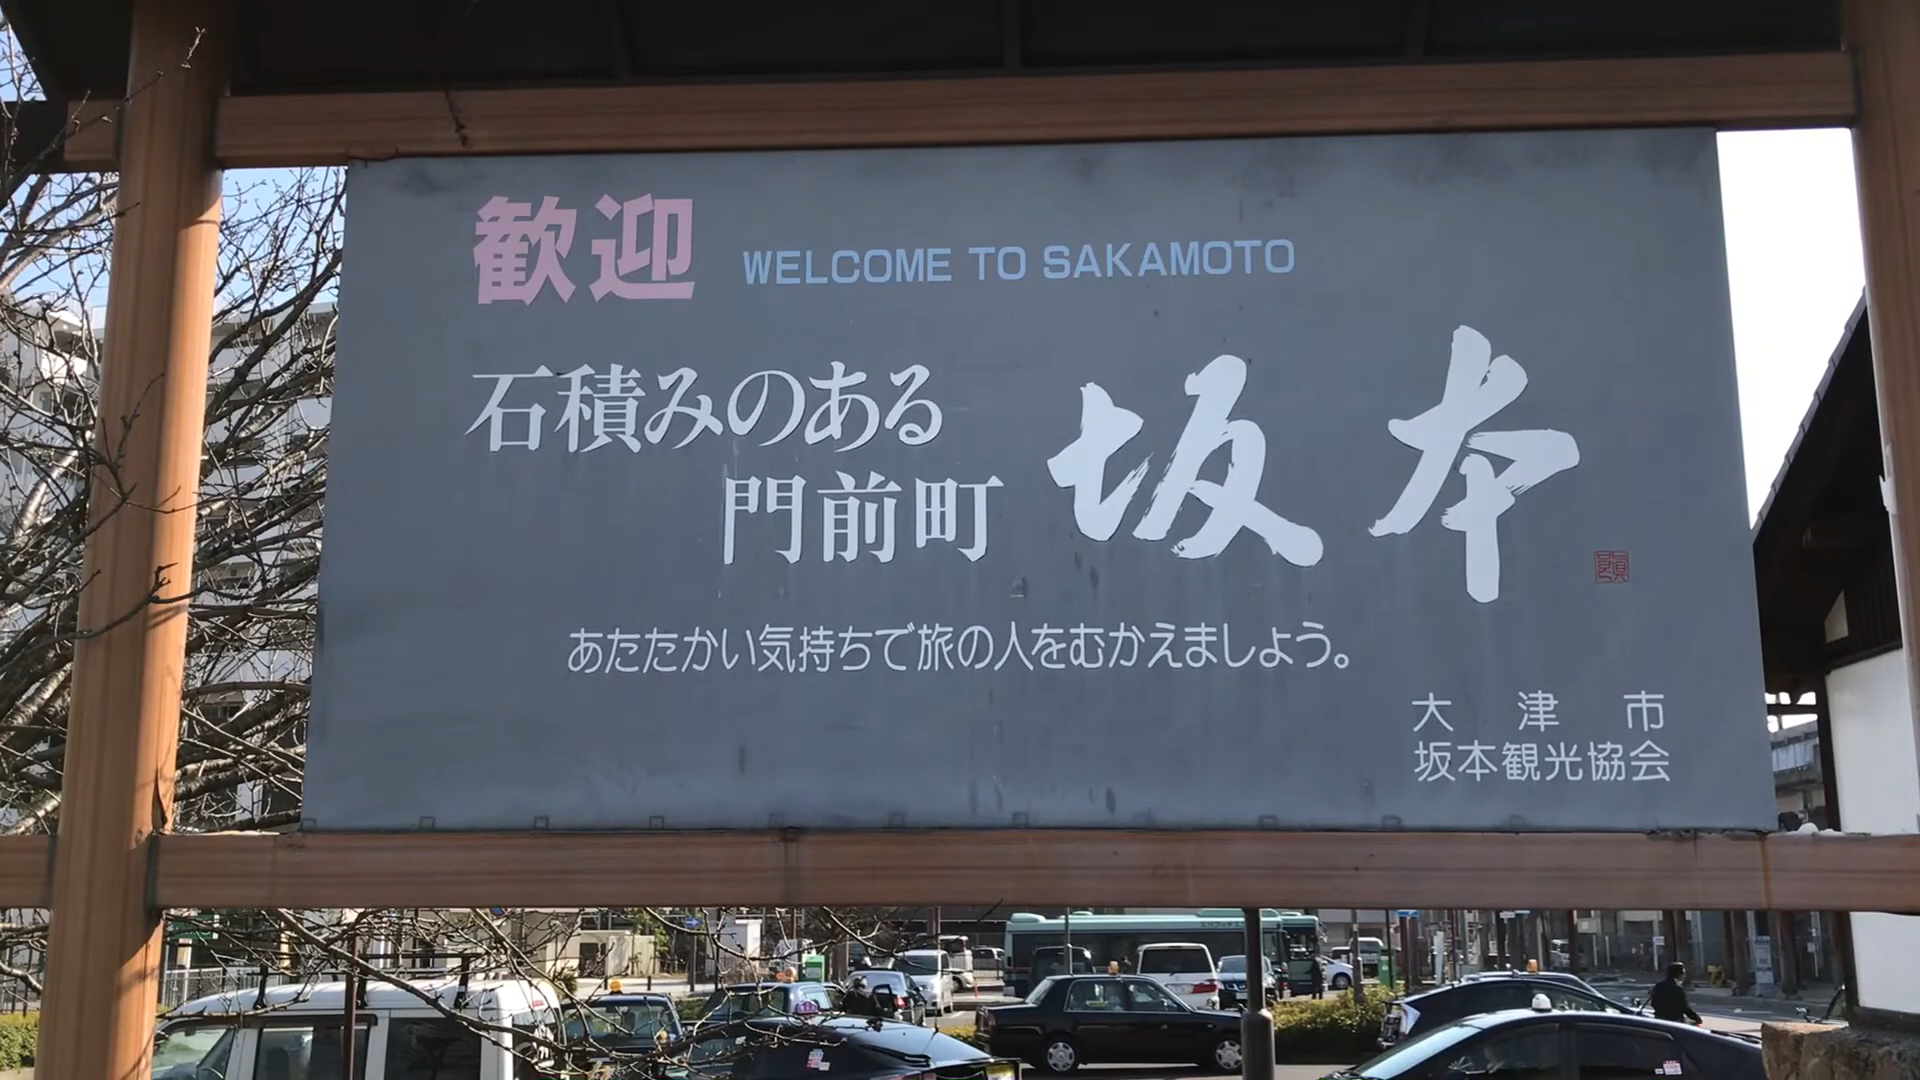 歓迎 WELCOME TO SAKAMOTO
石積みのある
門前町 坂本
あたたかい気持ちで旅の人をむかえましよう。
大津市
坂本観光協会